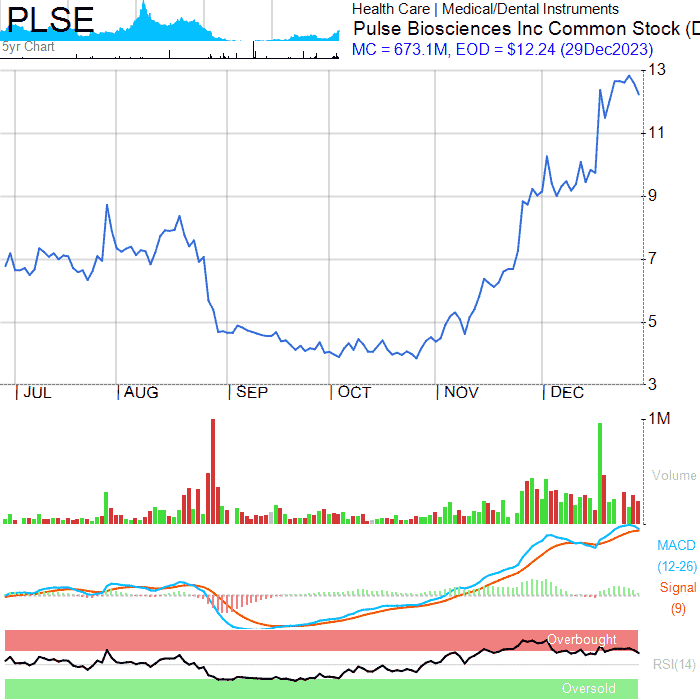 PLSE
5yr Chart
Health Care | Medical/Dental Instruments
Pulse Biosciences Inc Common Stock (D
MC = 673.1M, EOD = $12.24 (29Dec2023)
13
11
9
7
5
3
JUL AUG SEP OCT NOV DEC
1M
Volume
MACD
(12-26)
Signal
(9)
Overbought
RSI(14)
Oversold